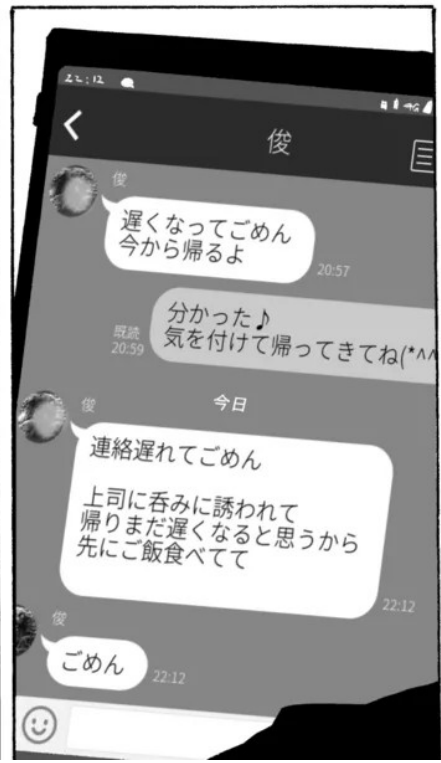 22:12
4G
俊
俊
遅くなってごめん
今から帰るよ
20:57
分かった♪
気を付けて帰ってきてね(*^^
既読
20:59
今日
俊
連絡遅れてごめん
上司に呑みに誘われて
帰りまだ遅くなると思うから
先にご飯食べてて
22:12
俊
ごめん
22:12